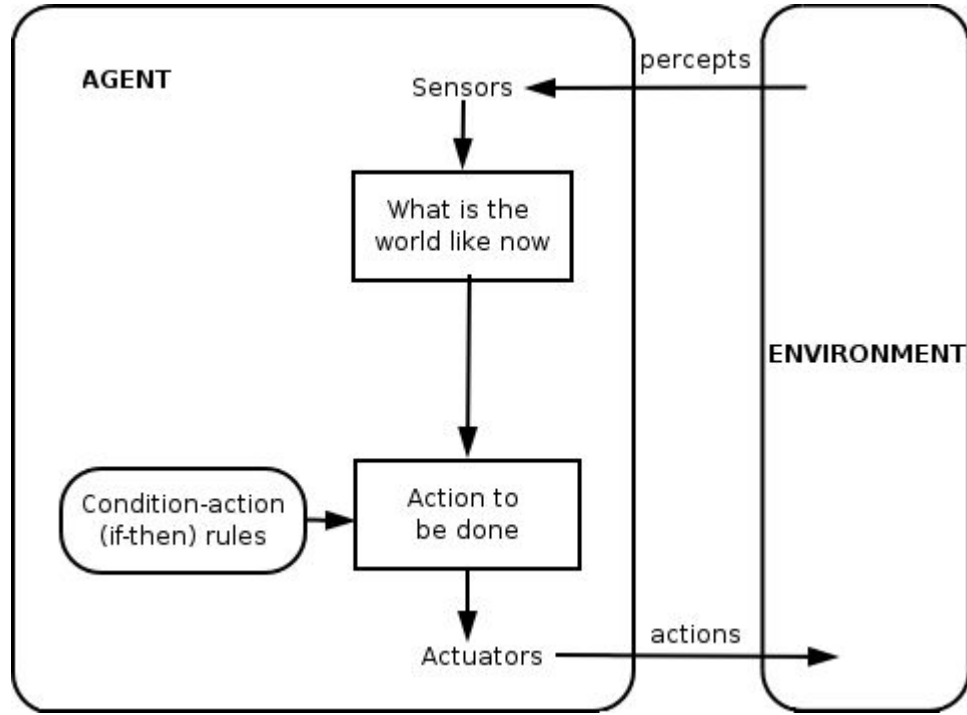 AGENT
percepts
Sensors
What is the
world like now
ENVIRONMENT
Condition-action
(if-then) rules
Action to
be done
Actuators
actions